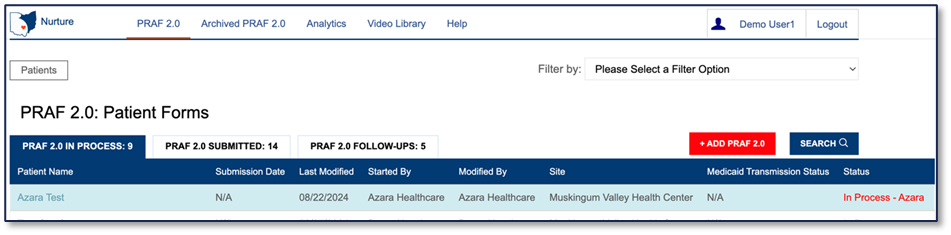 Nurture PRAF 2.0 Archived PRAF 2.0 Analytics Video Library Help Demo User1 Logout
Patients Filter by: Please Select a Filter Option
PRAF 2.0: Patient Forms
PRAF 2.0 IN PROCESS: 9 PRAF 2.0 SUBMITTED: 14 PRAF 2.0 FOLLOW-UPS: 5 + ADD PRAF 2.0 SEARCH
Patient Name Submission Date Last Modified Started By Modified By Site Medicaid Transmission Status Status
Azara Test N/A 08/22/2024 Azara Healthcare Azara Healthcare Muskingum Valley Health Center N/A In Process - Azara